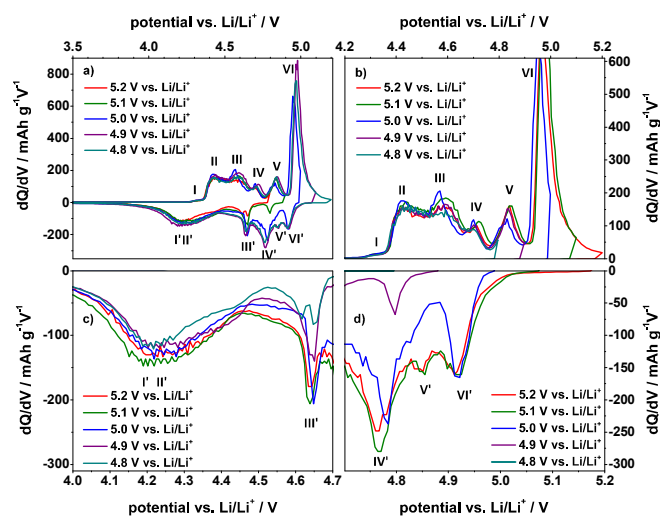 potential vs. Li/Li⁺ / V
potential vs. Li/Li⁺ / V
3.5 4.0 4.5 5.0
4.2 4.4 4.6 4.8 5.0 5.2
a)
5.2 V vs. Li/Li⁺
5.1 V vs. Li/Li⁺
5.0 V vs. Li/Li⁺
4.9 V vs. Li/Li⁺
4.8 V vs. Li/Li⁺
dQ/dV / mAh g⁻¹V⁻¹
800
600
400
200
0
-200
I
II
III
IV
V
VI
I'
II'
III'
IV'
V'
VI'
b)
5.2 V vs. Li/Li⁺
5.1 V vs. Li/Li⁺
5.0 V vs. Li/Li⁺
4.9 V vs. Li/Li⁺
4.8 V vs. Li/Li⁺
I
II
III
IV
V
VI
600
500
400
300
200
100
0
dQ/dV / mAh g⁻¹V⁻¹
c)
5.2 V vs. Li/Li⁺
5.1 V vs. Li/Li⁺
5.0 V vs. Li/Li⁺
4.9 V vs. Li/Li⁺
4.8 V vs. Li/Li⁺
I'
II'
III'
dQ/dV / mAh g⁻¹V⁻¹
0
-100
-200
-300
d)
IV'
V'
VI'
5.2 V vs. Li/Li⁺
5.1 V vs. Li/Li⁺
5.0 V vs. Li/Li⁺
4.9 V vs. Li/Li⁺
4.8 V vs. Li/Li⁺
0
-50
-100
-150
-200
-250
-300
dQ/dV / mAh g⁻¹V⁻¹
4.0 4.1 4.2 4.3 4.4 4.5 4.6 4.7
4.8 4.9 5.0 5.1 5.2
potential vs. Li/Li⁺ / V
potential vs. Li/Li⁺ / V